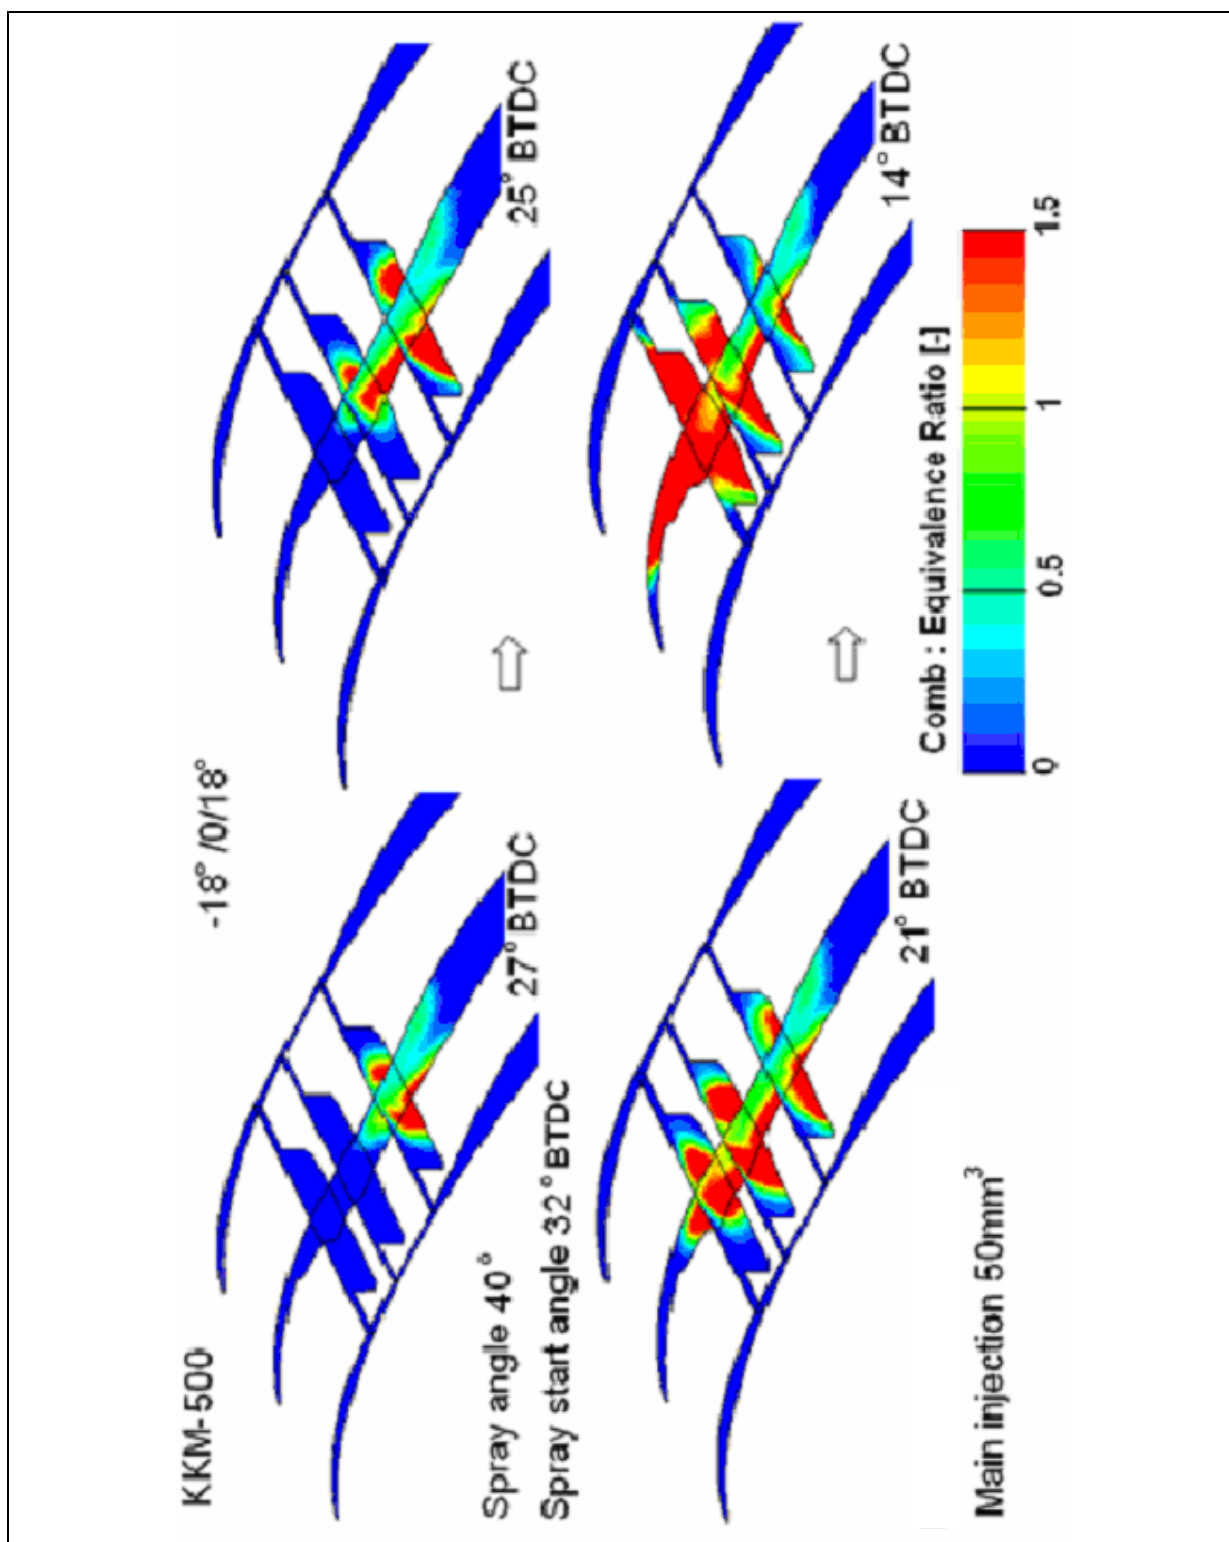 KKM-500
-18° /0/18°
Spray angle 40°
Spray start angle 32° BTDC
27° BTDC
25° BTDC
Main injection 50mm³
21° BTDC
14° BTDC
Comb : Equivalence Ratio [-]
0 0.5 1 1.5